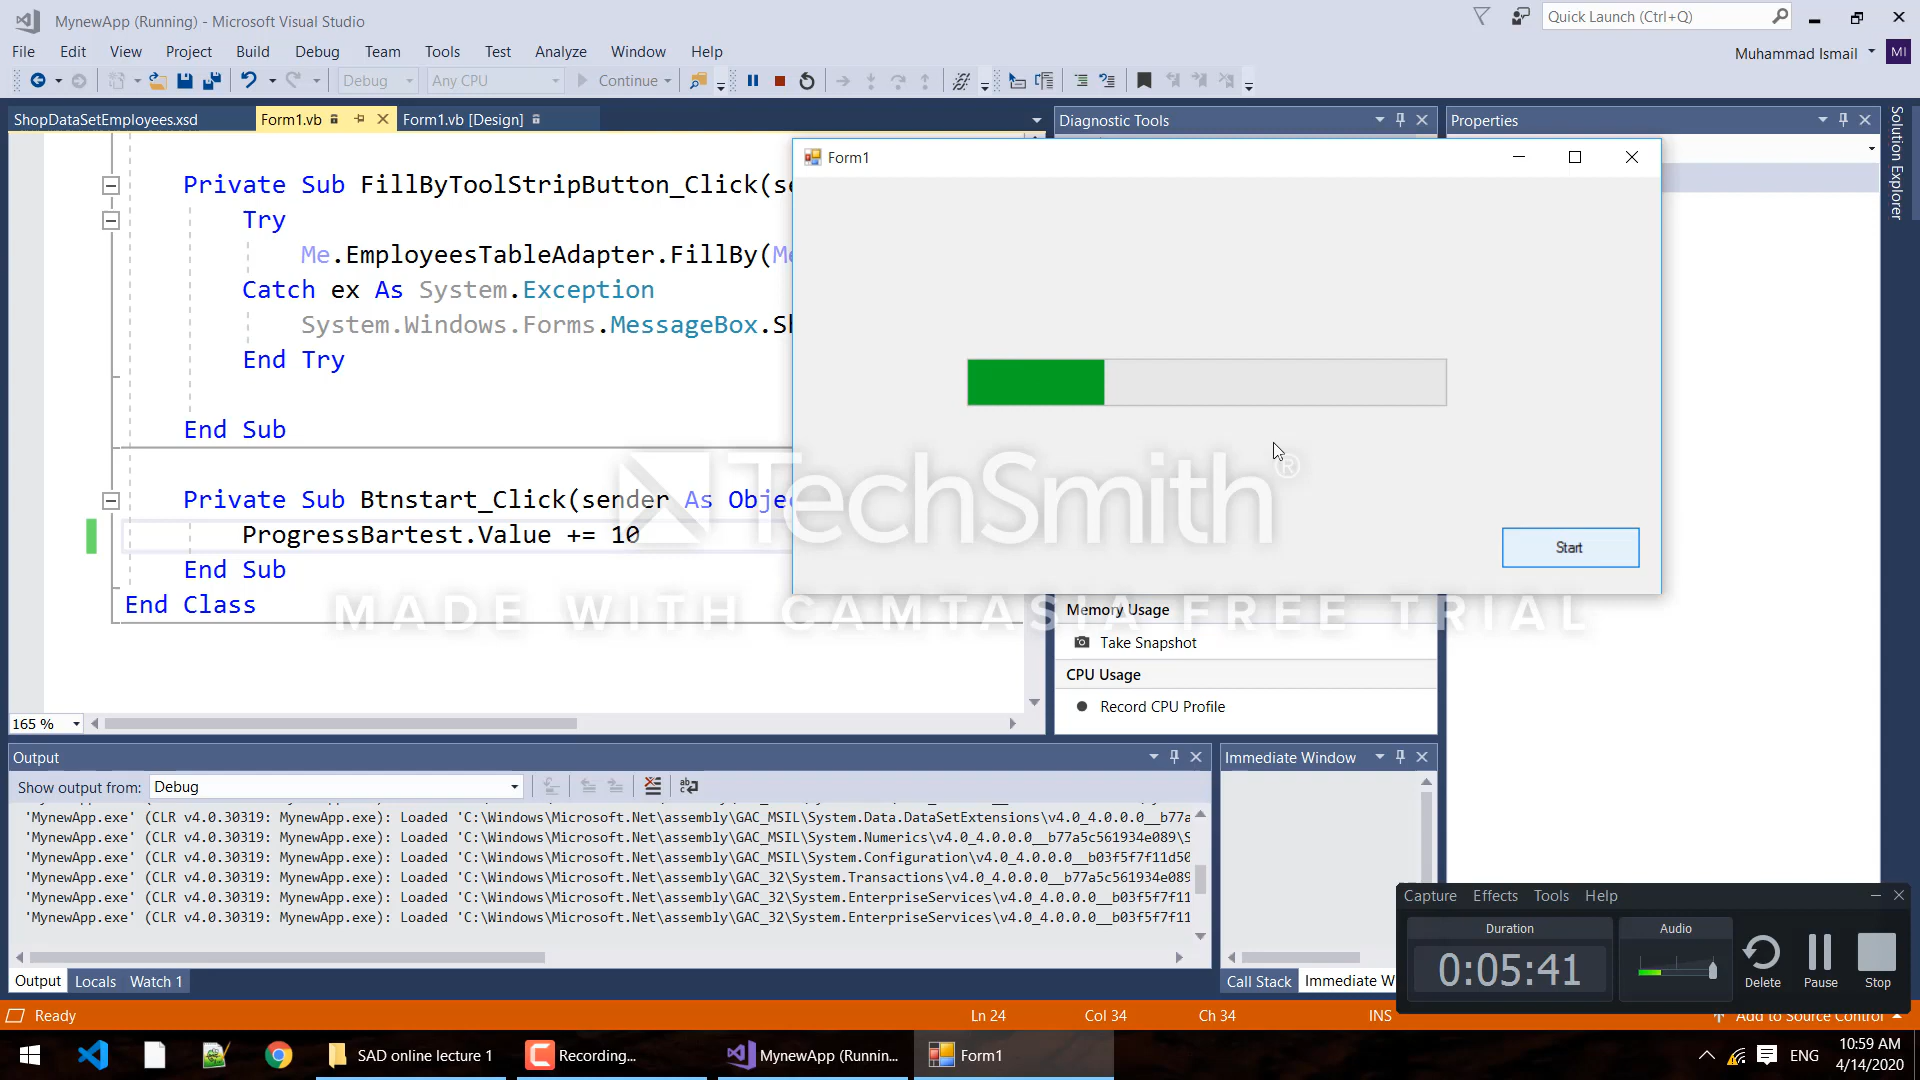 MynewApp (Running) - Microsoft Visual Studio
Quick Launch (Ctrl+Q)
File Edit View Project Build Debug Team Tools Test Analyze Window Help
Muhammad Ismail MI
Debug Any CPU Continue
ShopDataSetEmployees.xsd Form1.vb Form1.vb [Design]
Diagnostic Tools
Properties
Solution Explorer
Form1
Private Sub FillByToolStripButton_Click(se
Try
Me.EmployeesTableAdapter.FillBy(Me
Catch ex As System.Exception
System.Windows.Forms.MessageBox.Sh
End Try
End Sub
Private Sub Btnstart_Click(sender As Objec
ProgressBartest.Value += 10
End Sub
End Class
Start
TechSmith®
MADE WITH CAMTASIA FREE TRIAL
Memory Usage
Take Snapshot
CPU Usage
Record CPU Profile
165 %
Output
Immediate Window
Show output from: Debug
'MynewApp.exe' (CLR v4.0.30319: MynewApp.exe): Loaded 'C:\Windows\Microsoft.Net\assembly\GAC_MSIL\System.Data.DataSetExtensions\v4.0_4.0.0.0__b77a
'MynewApp.exe' (CLR v4.0.30319: MynewApp.exe): Loaded 'C:\Windows\Microsoft.Net\assembly\GAC_MSIL\System.Numerics\v4.0_4.0.0.0__b77a5c561934e089\S
'MynewApp.exe' (CLR v4.0.30319: MynewApp.exe): Loaded 'C:\Windows\Microsoft.Net\assembly\GAC_MSIL\System.Configuration\v4.0_4.0.0.0__b03f5f7f11d50
'MynewApp.exe' (CLR v4.0.30319: MynewApp.exe): Loaded 'C:\Windows\Microsoft.Net\assembly\GAC_32\System.Transactions\v4.0_4.0.0.0__b77a5c561934e089
'MynewApp.exe' (CLR v4.0.30319: MynewApp.exe): Loaded 'C:\Windows\Microsoft.Net\assembly\GAC_32\System.EnterpriseServices\v4.0_4.0.0.0__b03f5f7f11
'MynewApp.exe' (CLR v4.0.30319: MynewApp.exe): Loaded 'C:\Windows\Microsoft.Net\assembly\GAC_32\System.EnterpriseServices\v4.0_4.0.0.0__b03f5f7f11
Output Locals Watch 1
Call Stack Immediate W
Capture Effects Tools Help
Duration Audio
0:05:41
Delete Pause Stop
Ready Ln 24 Col 34 Ch 34 INS Add to Source Control
SAD online lecture 1 Recording... MynewApp (Runnin... Form1
ENG
10:59 AM
4/14/2020